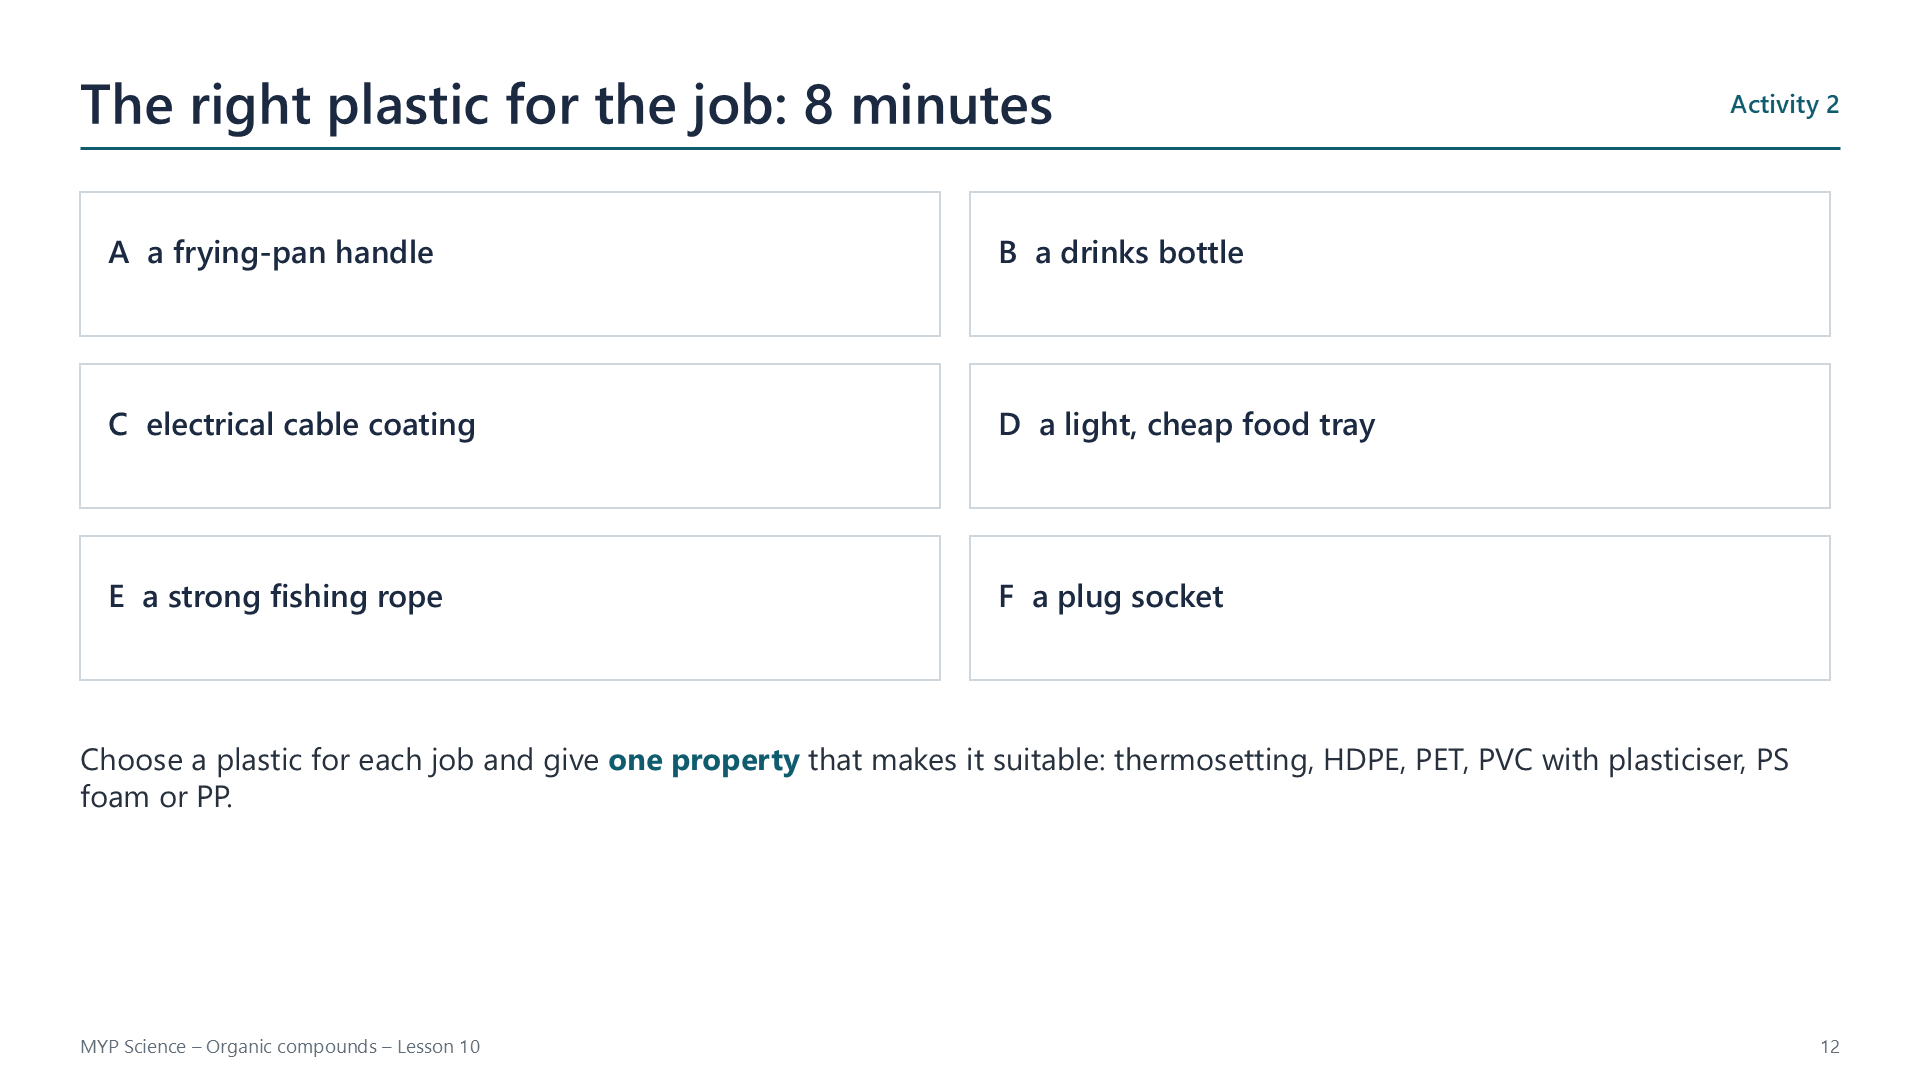 The right plastic for the job: 8 minutes
Activity 2
A a frying-pan handle
B a drinks bottle
C electrical cable coating
D a light, cheap food tray
E a strong fishing rope
F a plug socket
Choose a plastic for each job and give one property that makes it suitable: thermosetting, HDPE, PET, PVC with plasticiser, PS
foam or PP.
MYP Science – Organic compounds – Lesson 10
12